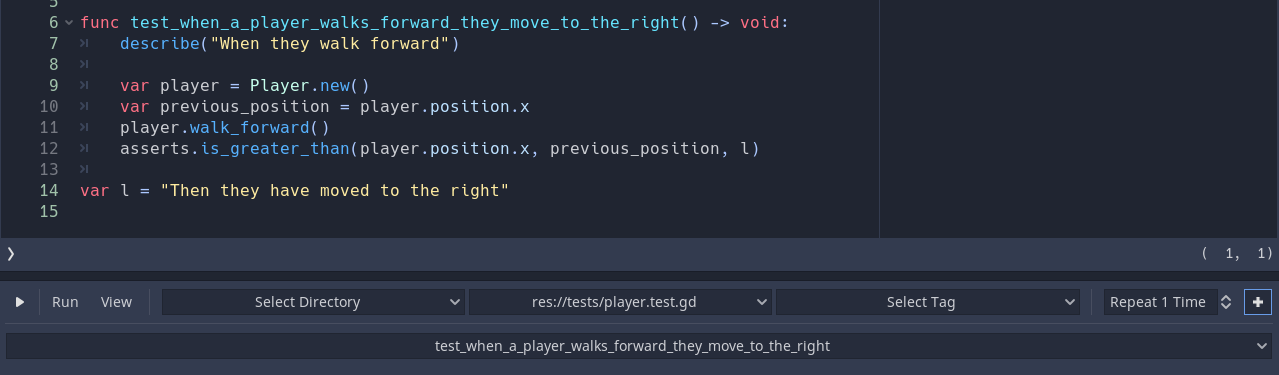 5
6 func test_when_a_player_walks_forward_they_move_to_the_right() -> void:
7 describe("When they walk forward")
8
9 var player = Player.new()
10 var previous_position = player.position.x
11 player.walk_forward()
12 asserts.is_greater_than(player.position.x, previous_position, l)
13
14 var l = "Then they have moved to the right"
15
( 1, 1)
Run View Select Directory res://tests/player.test.gd Select Tag Repeat 1 Time
test_when_a_player_walks_forward_they_move_to_the_right